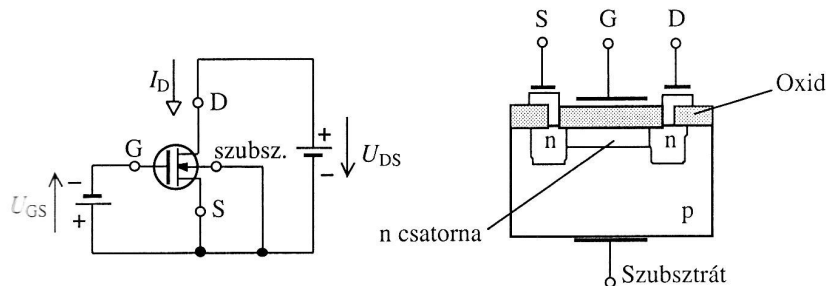 I_D
D
G
szubsz.
U_DS
U_GS
S
+
-
-
+
S G D
Oxid
n n
p
n csatorna
Szubsztrát